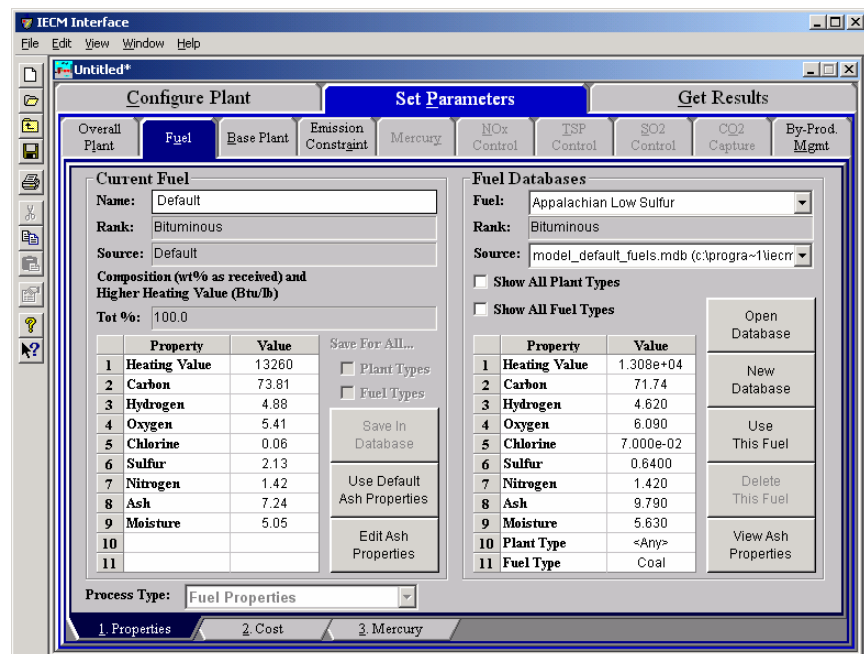 IECM Interface
File Edit View Window Help
Untitled*
Configure Plant Set Parameters Get Results
Overall Plant Fuel Base Plant Emission Constraint Mercury NOx Control TSP Control SO2 Control CO2 Capture By-Prod. Mgmt
Current Fuel
Name: Default
Rank: Bituminous
Source: Default
Composition (wt% as received) and
Higher Heating Value (Btu/lb)
Tot %: 100.0
Property Value
1 Heating Value 13260
2 Carbon 73.81
3 Hydrogen 4.88
4 Oxygen 5.41
5 Chlorine 0.06
6 Sulfur 2.13
7 Nitrogen 1.42
8 Ash 7.24
9 Moisture 5.05
10
11
Save For All...
Plant Types
Fuel Types
Save In
Database
Use Default
Ash Properties
Edit Ash
Properties
Fuel Databases
Fuel: Appalachian Low Sulfur
Rank: Bituminous
Source: model_default_fuels.mdb (c:\progra~1\iecm
Show All Plant Types
Show All Fuel Types
Property Value
1 Heating Value 1.308e+04
2 Carbon 71.74
3 Hydrogen 4.620
4 Oxygen 6.090
5 Chlorine 7.000e-02
6 Sulfur 0.6400
7 Nitrogen 1.420
8 Ash 9.790
9 Moisture 5.630
10 Plant Type <Any>
11 Fuel Type Coal
Open
Database
New
Database
Use
This Fuel
Delete
This Fuel
View Ash
Properties
Process Type: Fuel Properties
1. Properties 2. Cost 3. Mercury